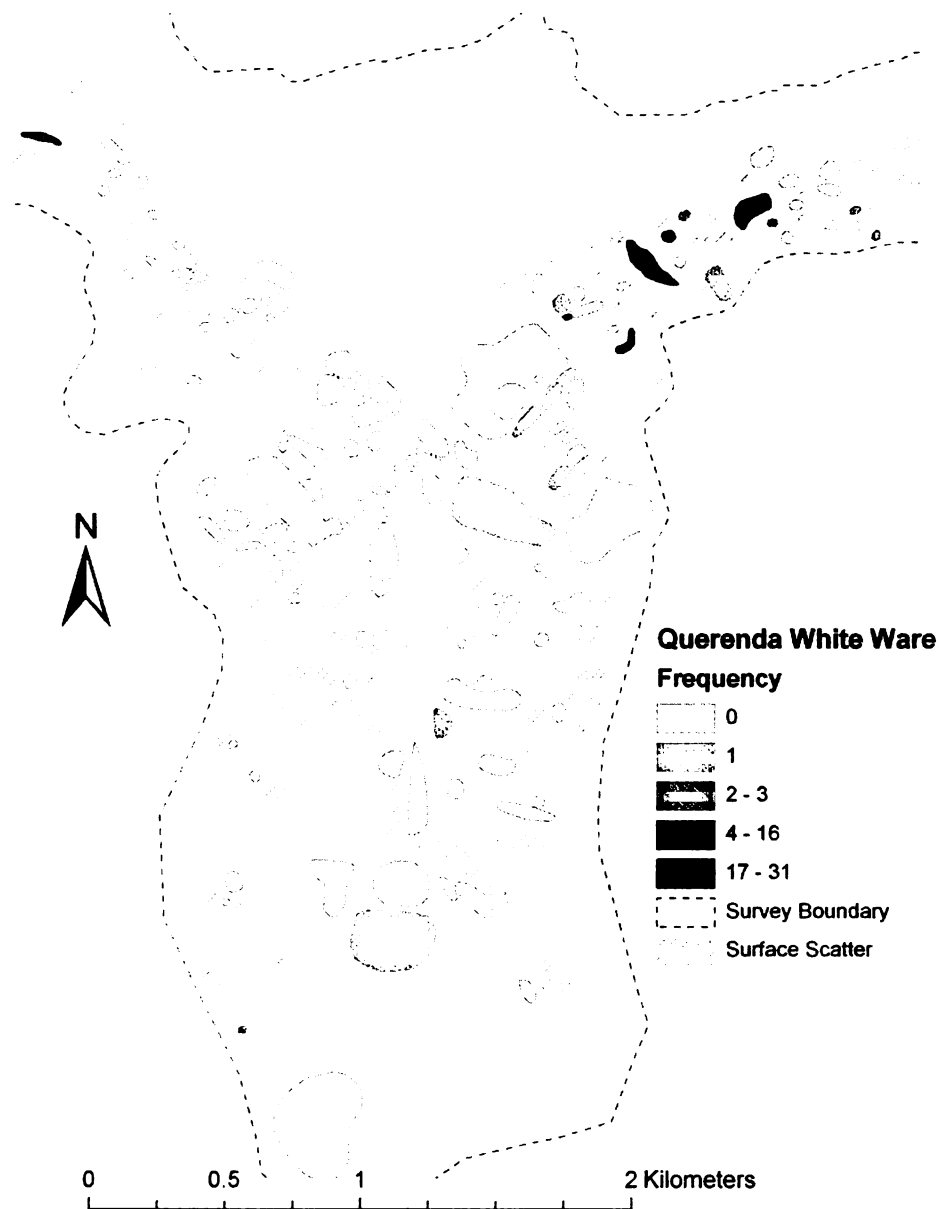 N
Querenda White Ware
Frequency
0
1
2 - 3
4 - 16
17 - 31
Survey Boundary
Surface Scatter
0 0.5 1 2 Kilometers